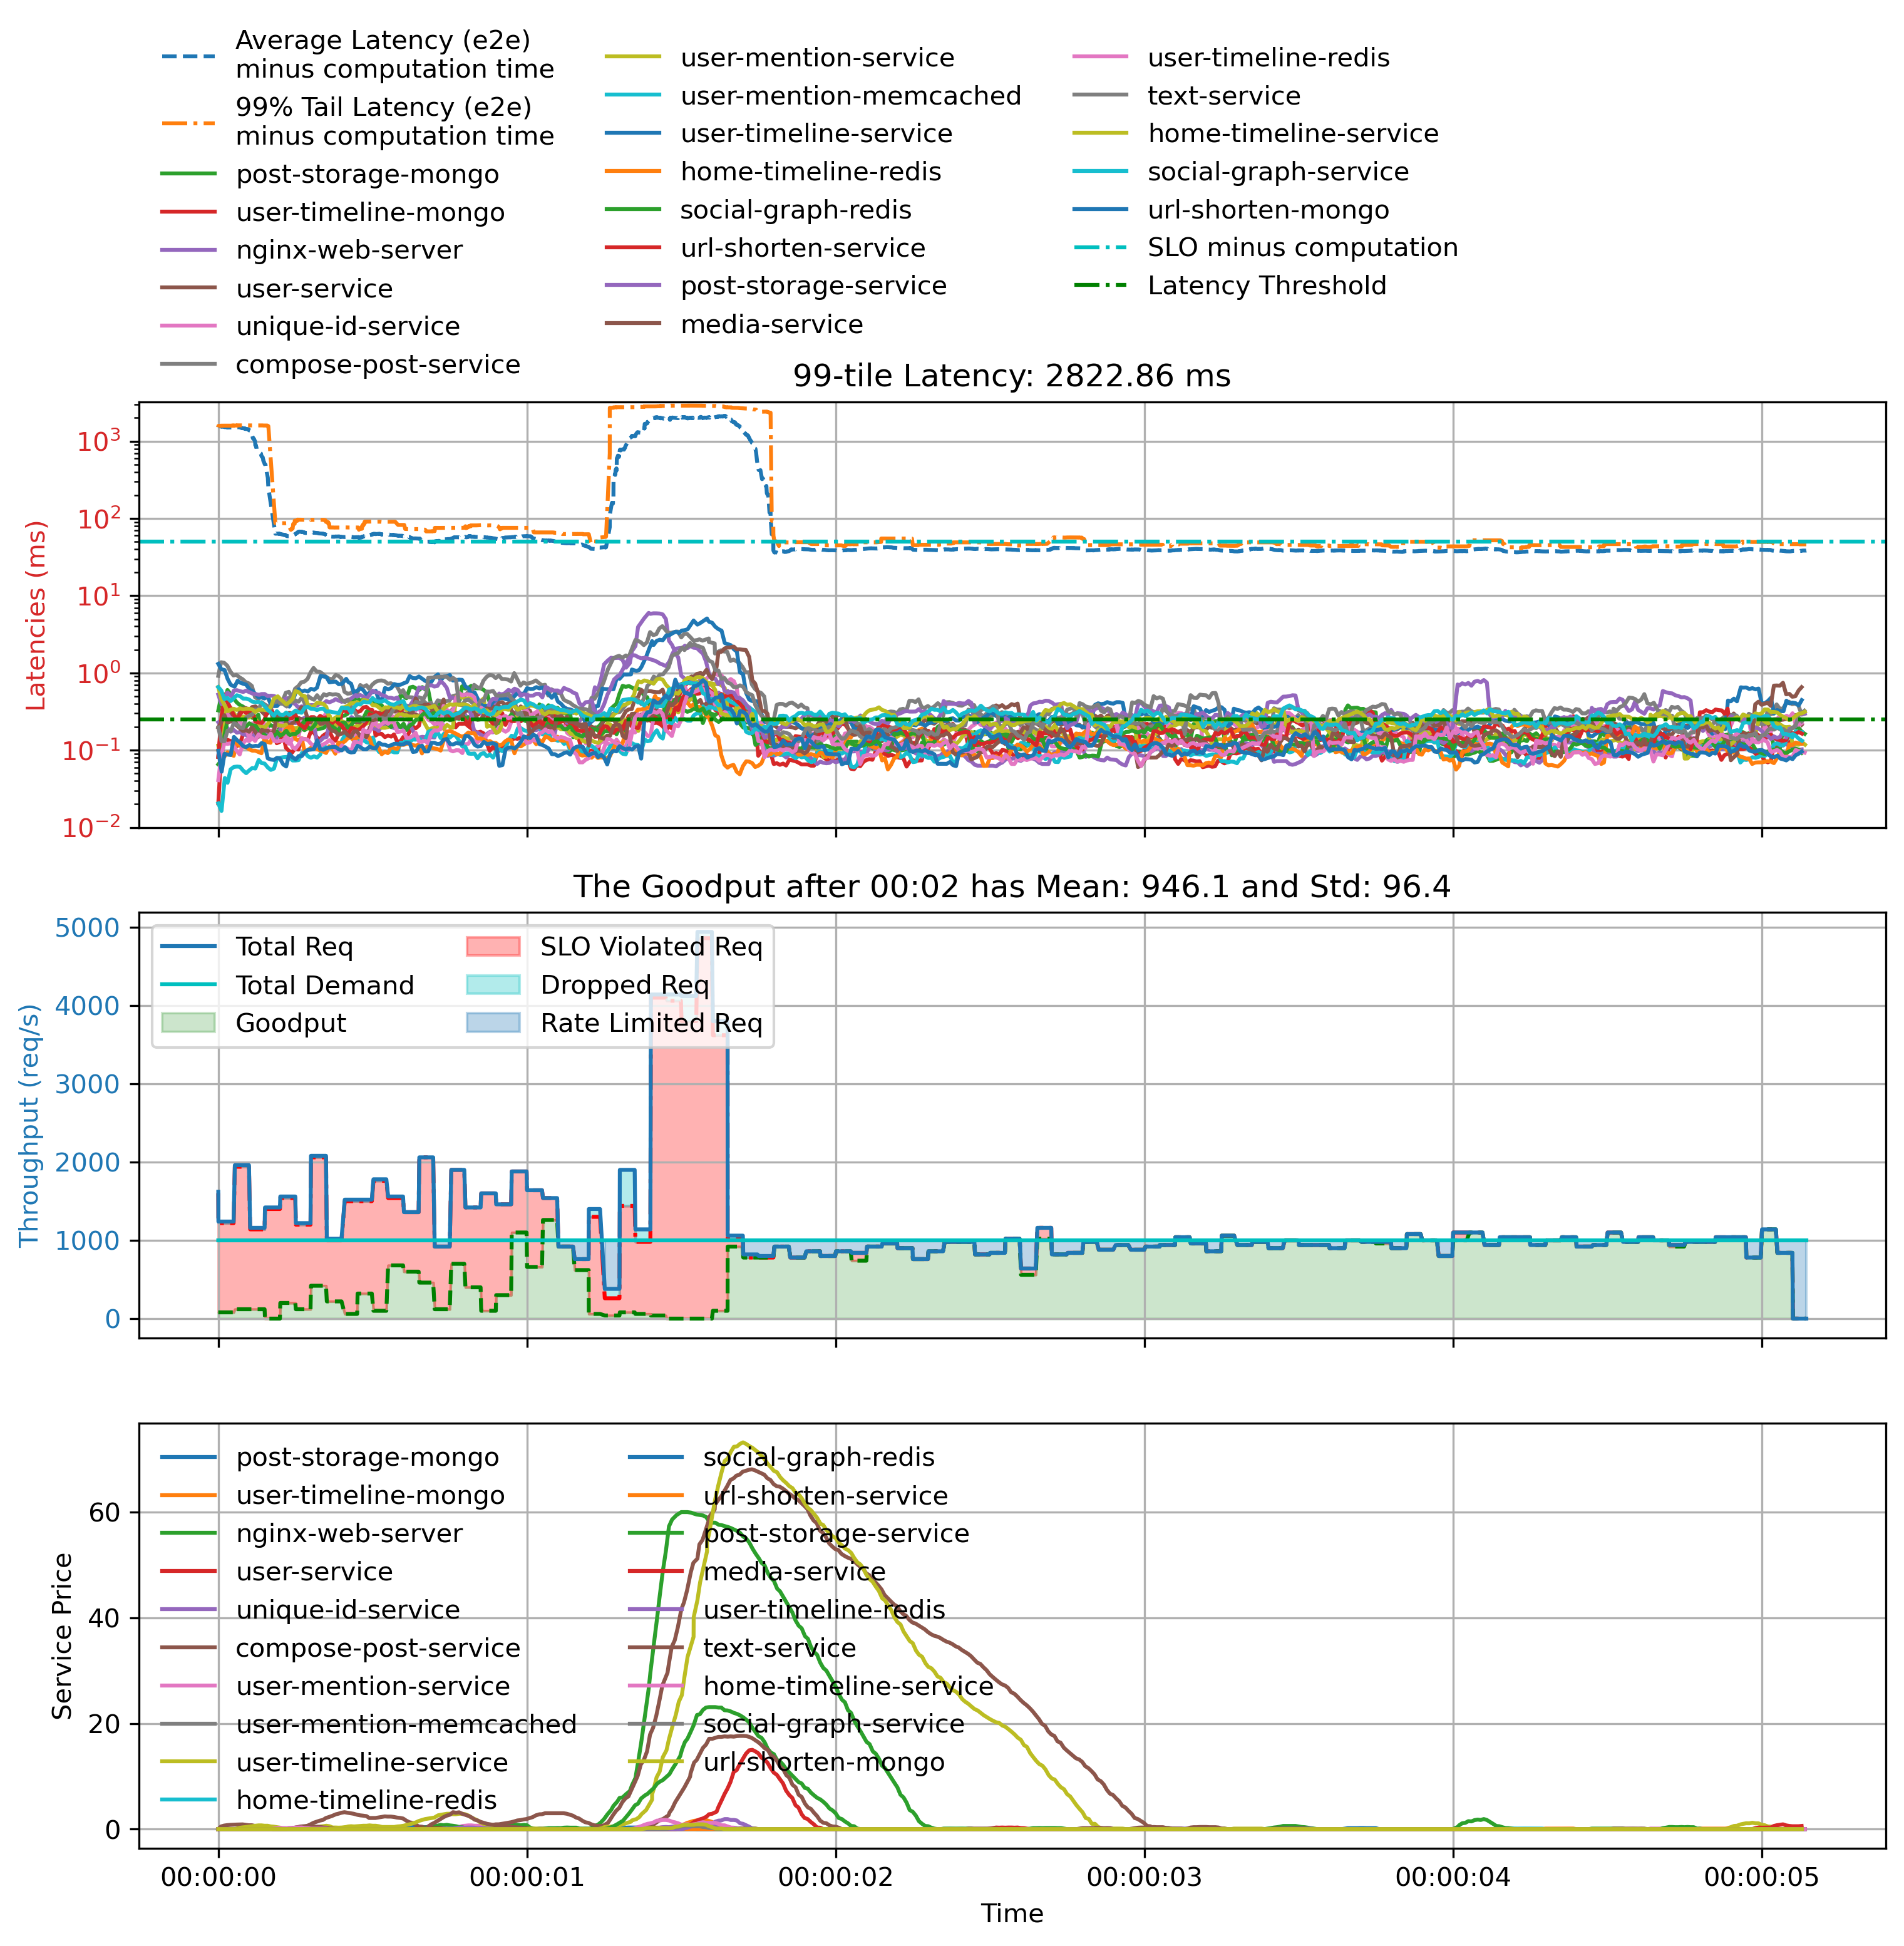 Average Latency (e2e)
minus computation time
99% Tail Latency (e2e)
minus computation time
post-storage-mongo
user-timeline-mongo
nginx-web-server
user-service
unique-id-service
compose-post-service
user-mention-service
user-mention-memcached
user-timeline-service
home-timeline-redis
social-graph-redis
url-shorten-service
post-storage-service
media-service
user-timeline-redis
text-service
home-timeline-service
social-graph-service
url-shorten-mongo
SLO minus computation
Latency Threshold
99-tile Latency: 2822.86 ms
Latencies (ms)
10³
10²
10¹
10⁰
10⁻¹
10⁻²
The Goodput after 00:02 has Mean: 946.1 and Std: 96.4
Throughput (req/s)
5000
4000
3000
2000
1000
0
Total Req
Total Demand
Goodput
SLO Violated Req
Dropped Req
Rate Limited Req
Service Price
60
40
20
0
post-storage-mongo
user-timeline-mongo
nginx-web-server
user-service
unique-id-service
compose-post-service
user-mention-service
user-mention-memcached
user-timeline-service
home-timeline-redis
social-graph-redis
url-shorten-service
post-storage-service
media-service
user-timeline-redis
text-service
home-timeline-service
social-graph-service
url-shorten-mongo
00:00:00
00:00:01
00:00:02
00:00:03
00:00:04
00:00:05
Time